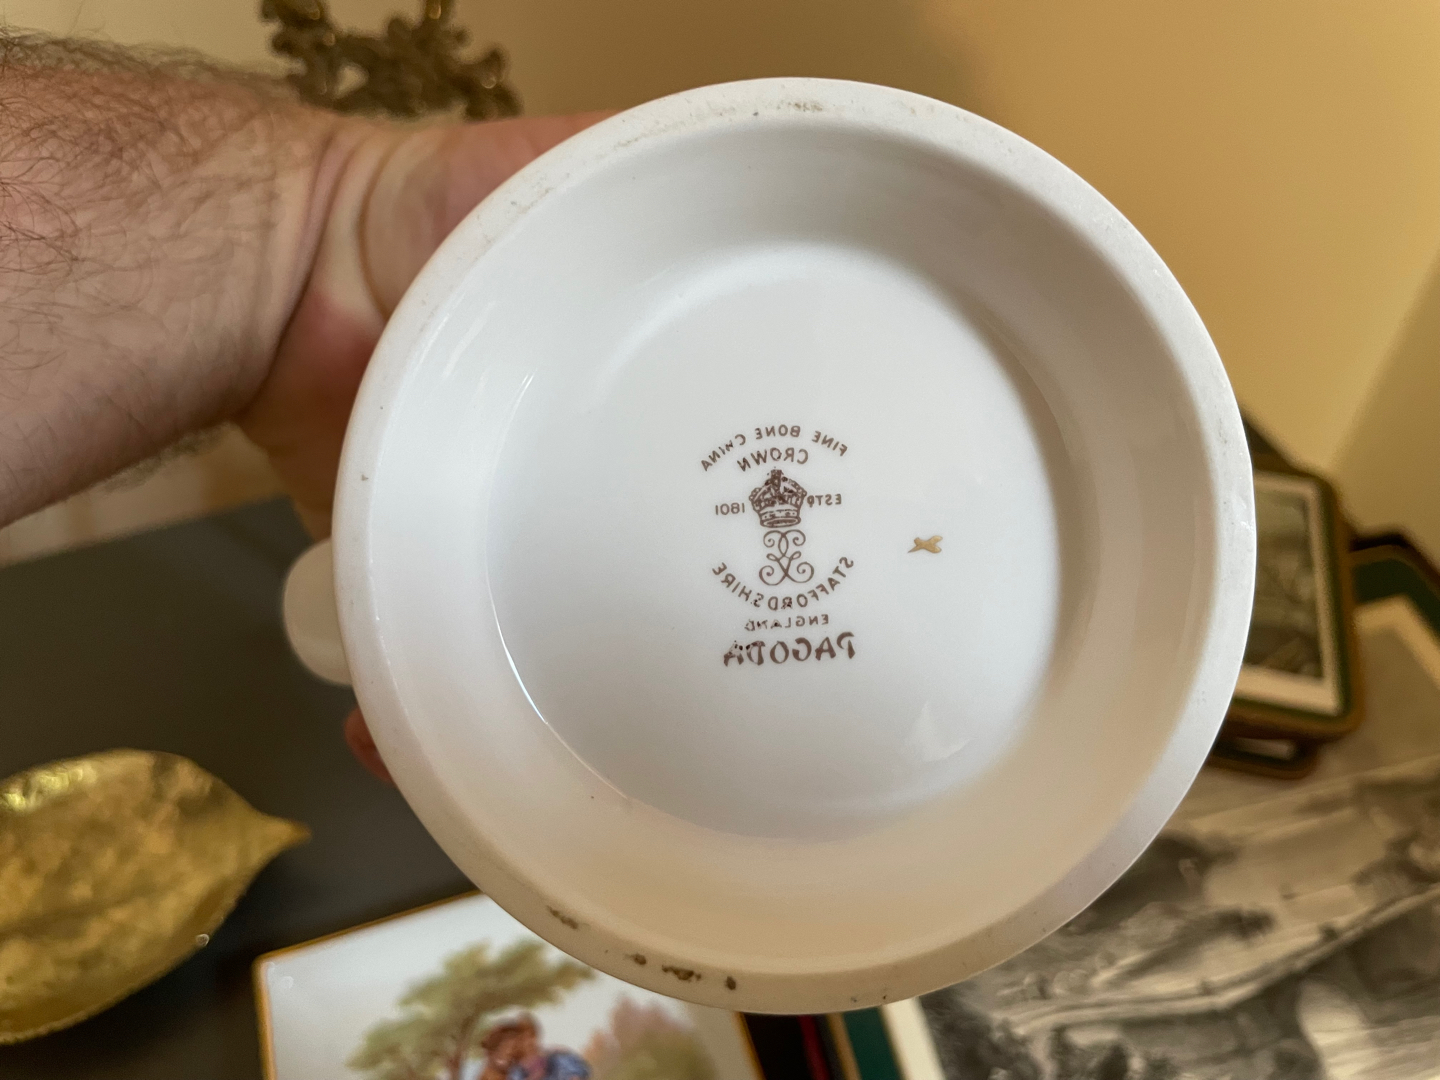 FINE BONE CHINA
CROWN
ESTD 1801
STAFFORDSHIRE
ENGLAND
PAGODA